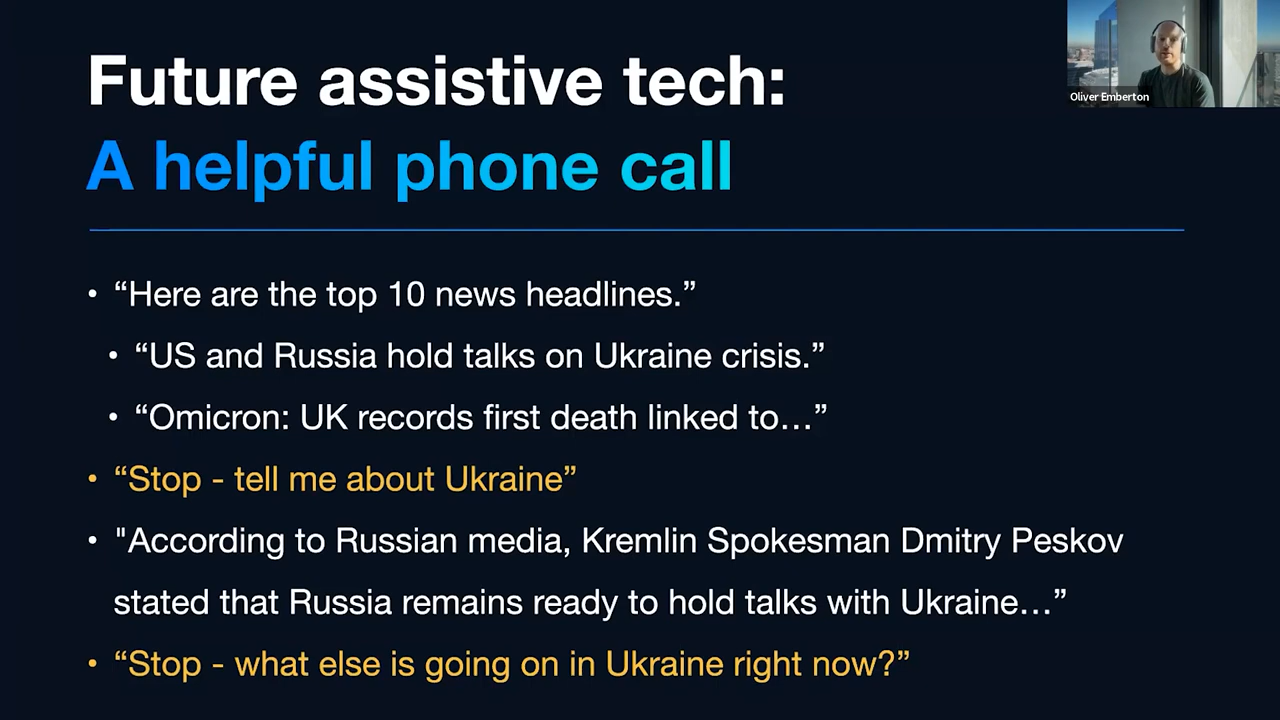 Future assistive tech:
A helpful phone call
Oliver Emberton
• “Here are the top 10 news headlines.”
• “US and Russia hold talks on Ukraine crisis.”
• “Omicron: UK records first death linked to…”
• “Stop - tell me about Ukraine”
• "According to Russian media, Kremlin Spokesman Dmitry Peskov
stated that Russia remains ready to hold talks with Ukraine…”
• “Stop - what else is going on in Ukraine right now?”